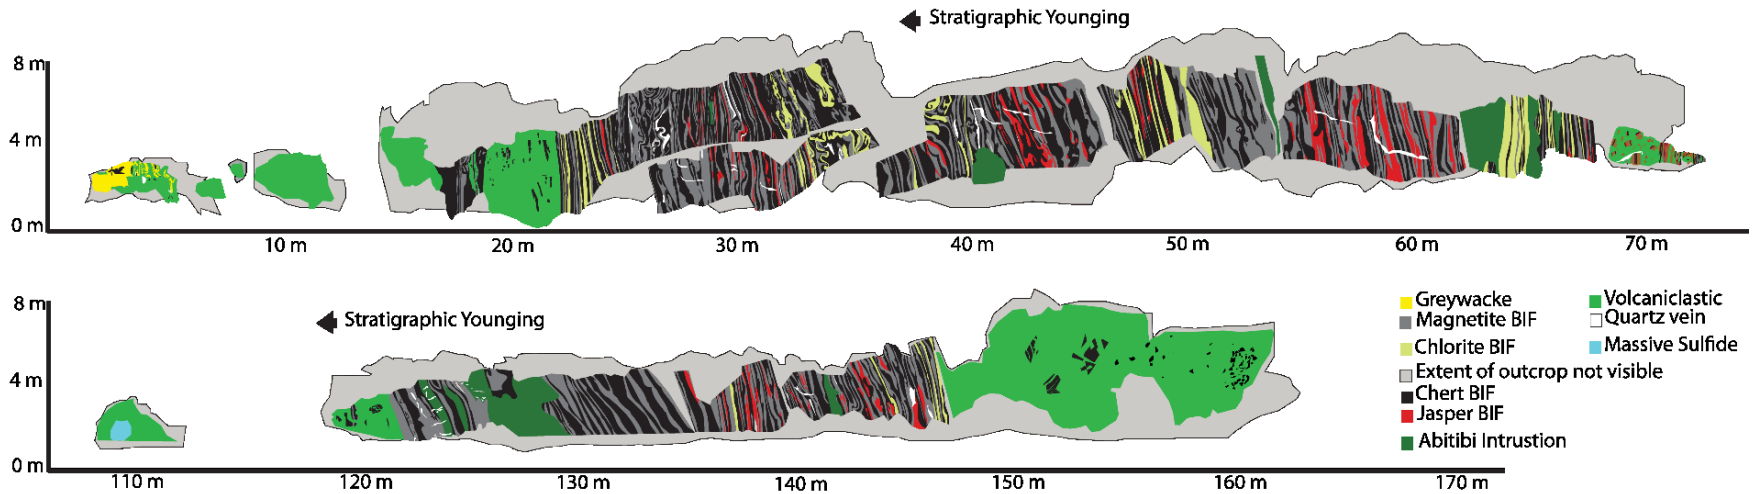 Stratigraphic Younging
8 m
4 m
0 m
10 m 20 m 30 m 40 m 50 m 60 m 70 m
8 m
Stratigraphic Younging
4 m
0 m
110 m 120 m 130 m 140 m 150 m 160 m 170 m
Greywacke
Magnetite BIF
Chlorite BIF
Extent of outcrop not visible
Chert BIF
Jasper BIF
Abitibi Intrustion
Volcaniclastic
Quartz vein
Massive Sulfide